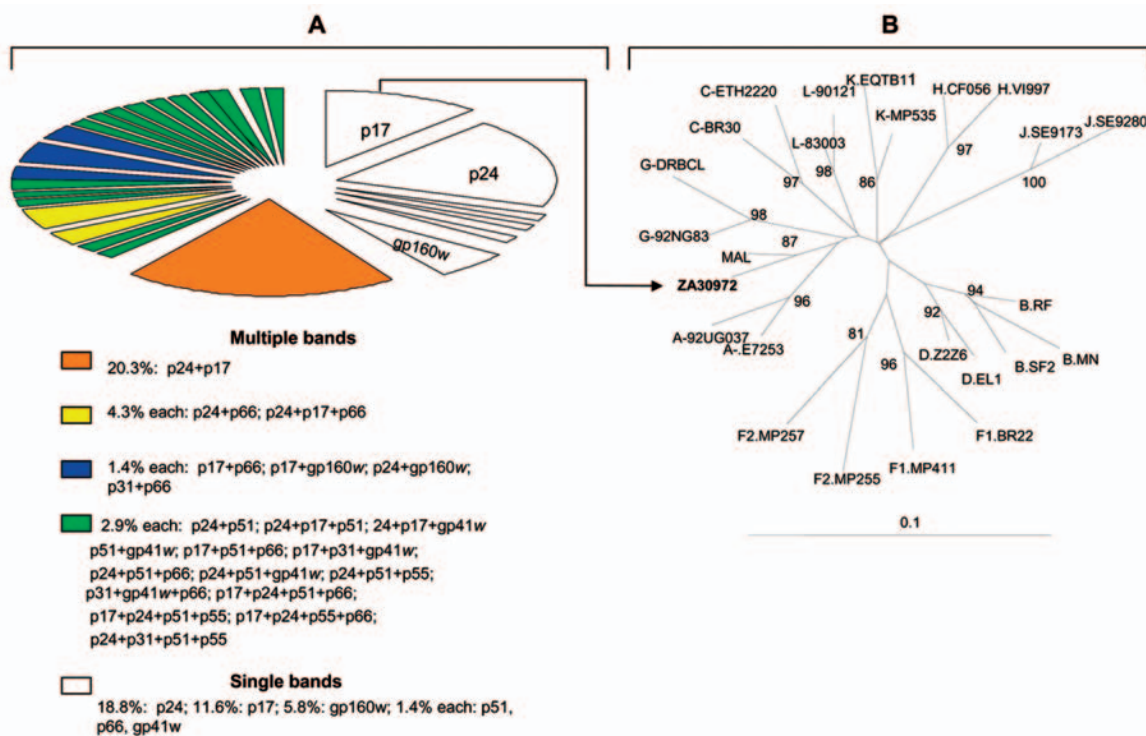 A
B
p17
p24
gp160w
K.EQTB11
C-ETH2220
L-90121
H.CF056
H.VI997
C-BR30
K-MP535
J.SE9173
J.SE9280
L-83003
97
G-DRBCL
98
97
86
100
98
G-92NG83
87
MAL
ZA30972
94
96
B.RF
92
A-92UG037
81
A-.E7253
D.Z2Z6
B.MN
96
B.SF2
D.EL1
F2.MP257
F1.BR22
F2.MP255
F1.MP411
0.1
Multiple bands
20.3%: p24+p17
4.3% each: p24+p66; p24+p17+p66
1.4% each: p17+p66; p17+gp160w; p24+gp160w;
p31+p66
2.9% each: p24+p51; p24+p17+p51; 24+p17+gp41w
p51+gp41w; p17+p51+p66; p17+p31+gp41w;
p24+p51+p66; p24+p51+gp41w; p24+p51+p55;
p31+gp41w+p66; p17+p24+p51+p66;
p17+p24+p51+p55; p17+p24+p55+p66;
p24+p31+p51+p55
Single bands
18.8%: p24; 11.6%: p17; 5.8%: gp160w; 1.4% each: p51,
p66, gp41w